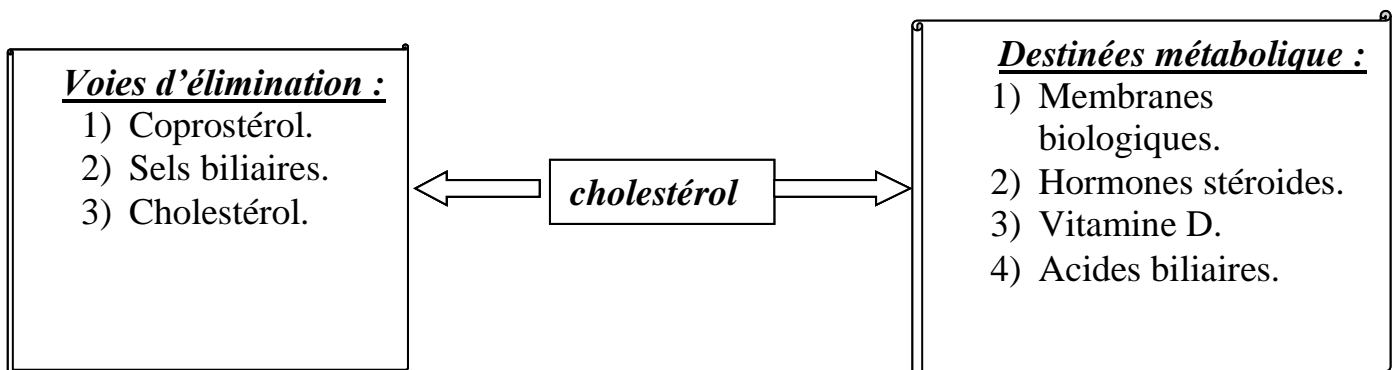 Voies d’élimination :
1) Coprostérol.
2) Sels biliaires.
3) Cholestérol.
cholestérol
Destinées métabolique :
1) Membranes
biologiques.
2) Hormones stéroides.
3) Vitamine D.
4) Acides biliaires.